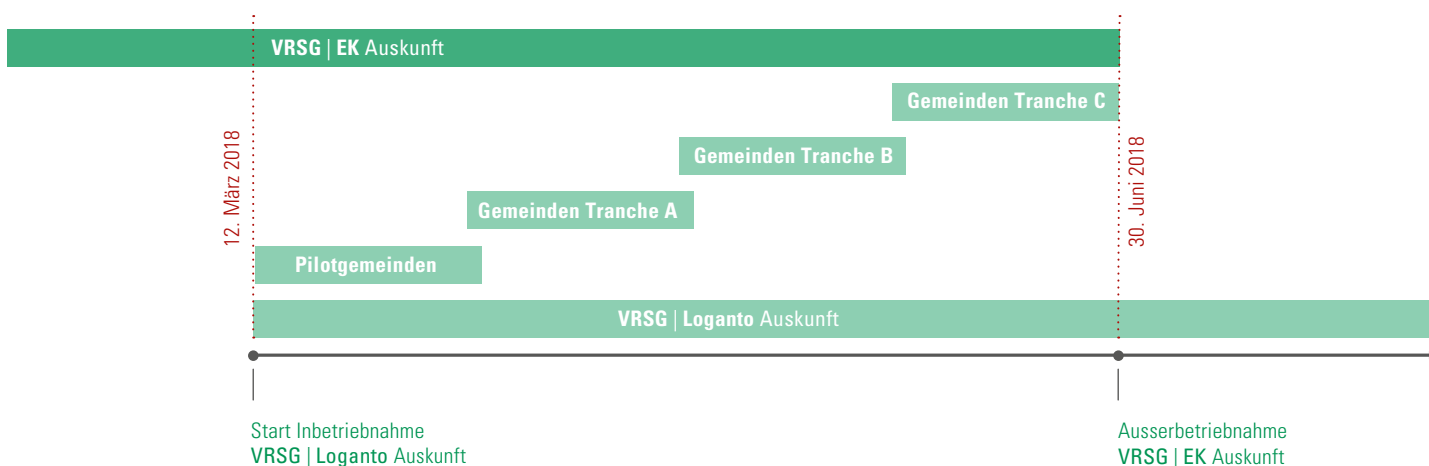 VRSG | EK Auskunft
Gemeinden Tranche C
Gemeinden Tranche B
Gemeinden Tranche A
Pilotgemeinden
VRSG | Loganto Auskunft
12. März 2018
30. Juni 2018
Start Inbetriebnahme
VRSG | Loganto Auskunft
Ausserbetriebnahme
VRSG | EK Auskunft